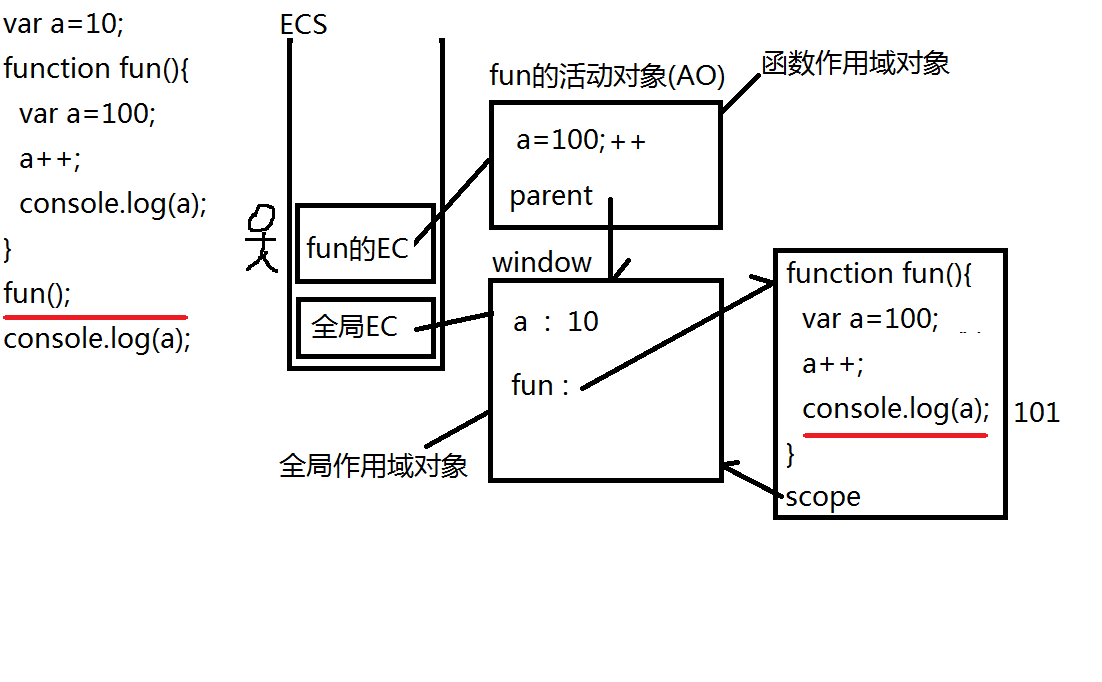 var a=10;
function fun(){
var a=100;
a++;
console.log(a);
}
fun();
console.log(a);
ECS
fun的EC
全局EC
fun的活动对象(AO)
函数作用域对象
a=100;++
parent
window
a : 10
fun :
全局作用域对象
function fun(){
var a=100;
a++;
console.log(a);
101
}
scope